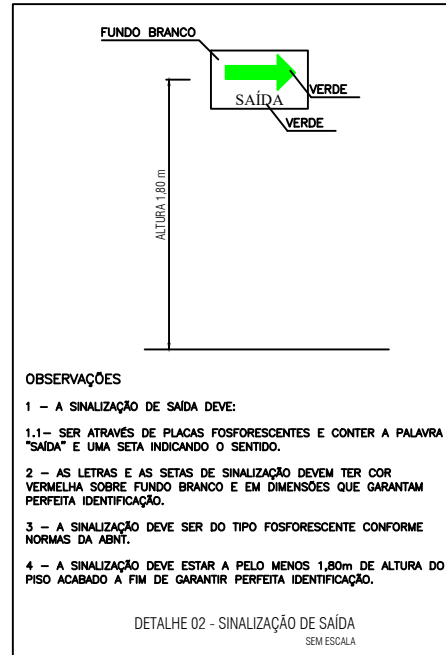 FUNDO BRANCO
VERDE
SAÍDA
VERDE
ALTURA 1,80 m
OBSERVAÇÕES
1 – A SINALIZAÇÃO DE SAÍDA DEVE:
1.1– SER ATRAVÉS DE PLACAS FOSFORESCENTES E CONTER A PALAVRA
"SAÍDA" E UMA SETA INDICANDO O SENTIDO.
2 – AS LETRAS E AS SETAS DE SINALIZAÇÃO DEVEM TER COR
VERMELHA SOBRE FUNDO BRANCO E EM DIMENSÕES QUE GARANTAM
PERFEITA IDENTIFICAÇÃO.
3 – A SINALIZAÇÃO DEVE SER DO TIPO FOSFORESCENTE CONFORME
NORMAS DA ABNT.
4 – A SINALIZAÇÃO DEVE ESTAR A PELO MENOS 1,80m DE ALTURA DO
PISO ACABADO A FIM DE GARANTIR PERFEITA IDENTIFICAÇÃO.
DETALHE 02 - SINALIZAÇÃO DE SAÍDA
SEM ESCALA